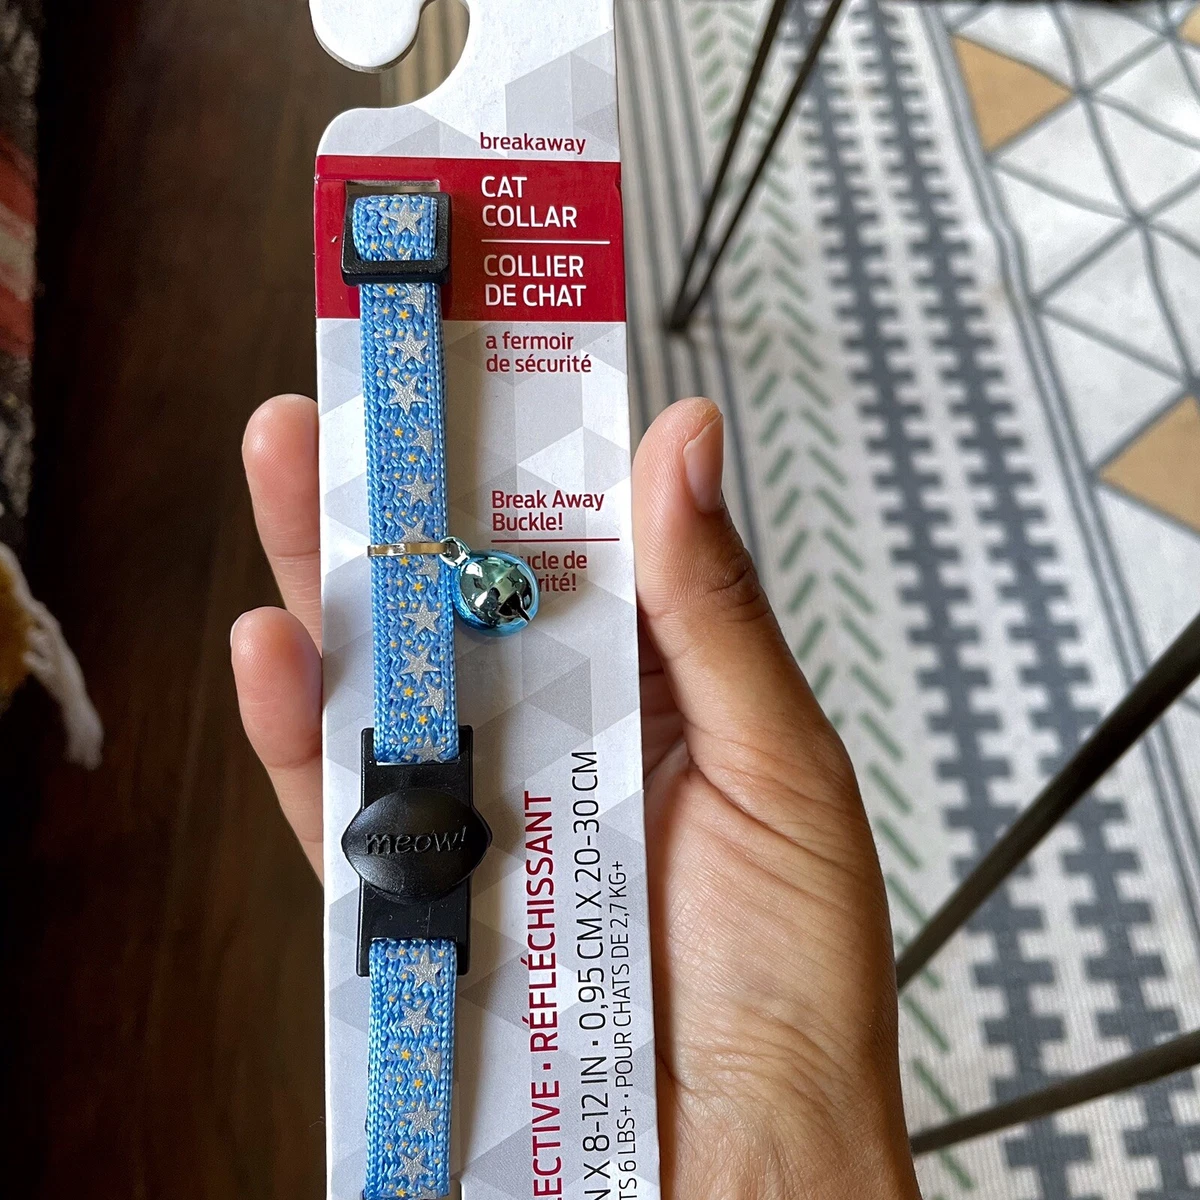 breakaway
CAT
COLLAR
COLLIER
DE CHAT
a fermoir
de sécurité
Break Away
Buckle!
de
meow!
RÉFLÉCHISSANT
X 8-12 IN · 0,95 CM X 20-30 CM
6 LBS+ · POUR CHATS DE 2,7 KG+